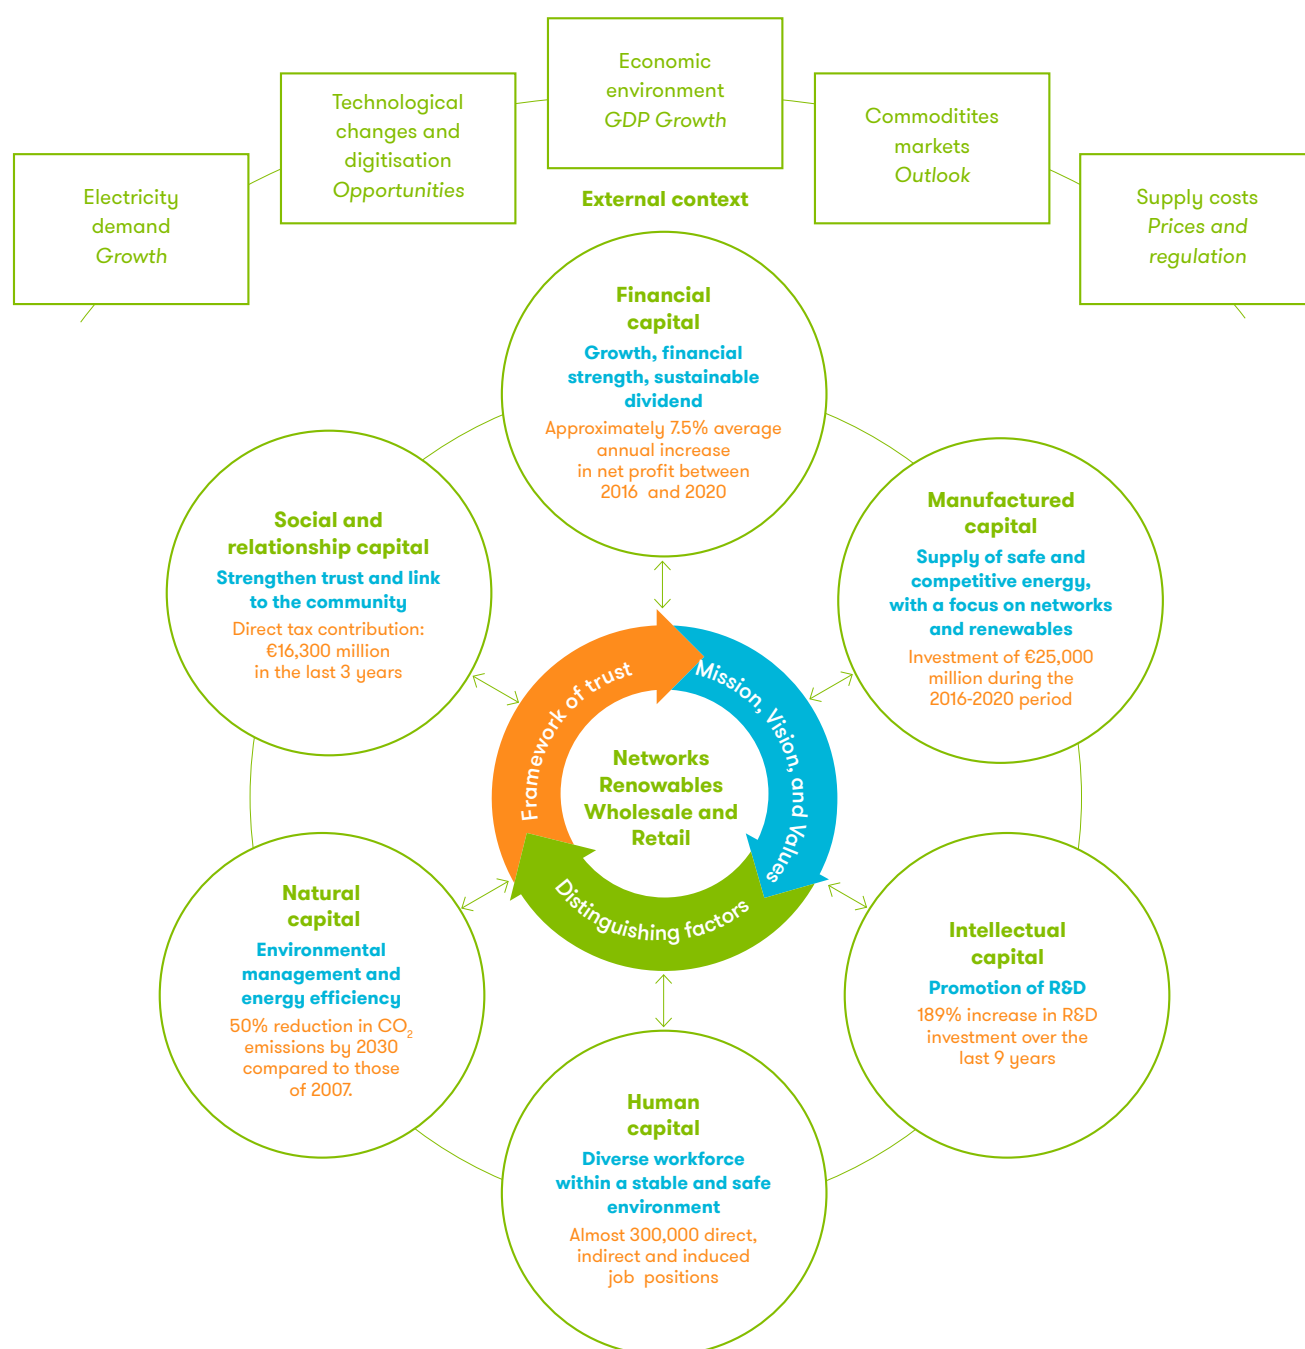 Economic
environment
GDP Growth
Technological
changes and
digitisation
Opportunities
Commoditites
markets
Outlook
Electricity
demand
Growth
Supply costs
Prices and
regulation
External context
Financial
capital
Growth, financial
strength, sustainable
dividend
Approximately 7.5% average
annual increase
in net profit between
2016 and 2020
Social and
relationship capital
Strengthen trust and link
to the community
Direct tax contribution:
€16,300 million
in the last 3 years
Manufactured
capital
Supply of safe and
competitive energy,
with a focus on networks
and renewables
Investment of €25,000
million during the
2016-2020 period
Framework of trust
Mission, Vision, and Values
Distinguishing factors
Networks
Renowables
Wholesale and
Retail
Natural
capital
Environmental
management and
energy efficiency
50% reduction in CO₂
emissions by 2030
compared to those
of 2007.
Intellectual
capital
Promotion of R&D
189% increase in R&D
investment over the
last 9 years
Human
capital
Diverse workforce
within a stable and safe
environment
Almost 300,000 direct,
indirect and induced
job positions